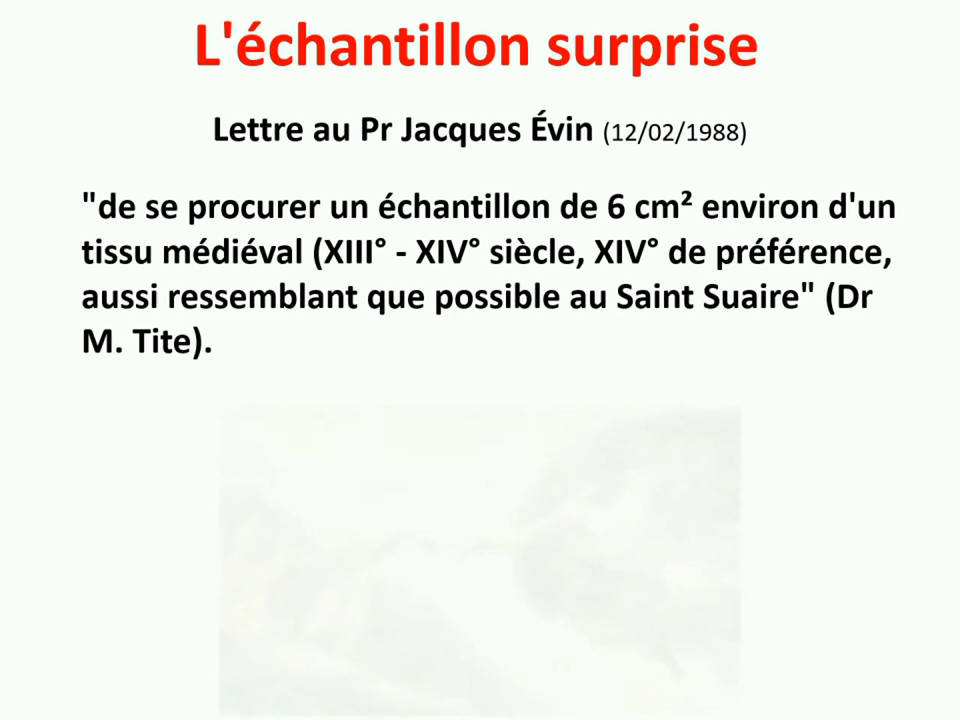 L'échantillon surprise
Lettre au Pr Jacques Évin (12/02/1988)
"de se procurer un échantillon de 6 cm² environ d'un
tissu médiéval (XIII° - XIV° siècle, XIV° de préférence,
aussi ressemblant que possible au Saint Suaire" (Dr
M. Tite).